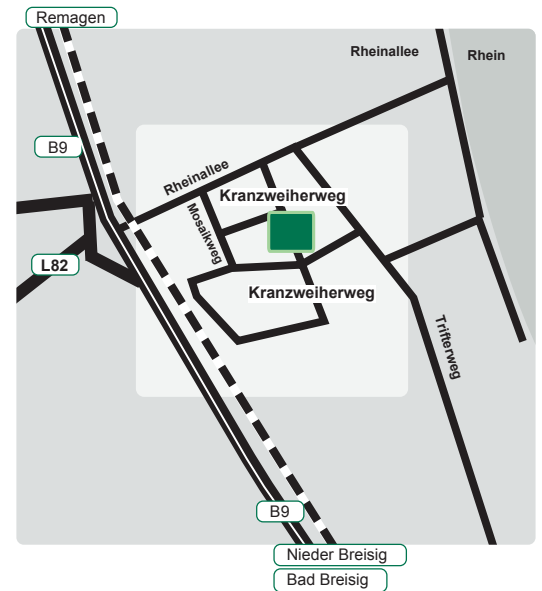 Remagen
Rheinallee
Rhein
B9
Rheinallee
Kranzweiherweg
Mosaikweg
L82
Kranzweiherweg
Trifterweg
B9
Nieder Breisig
Bad Breisig